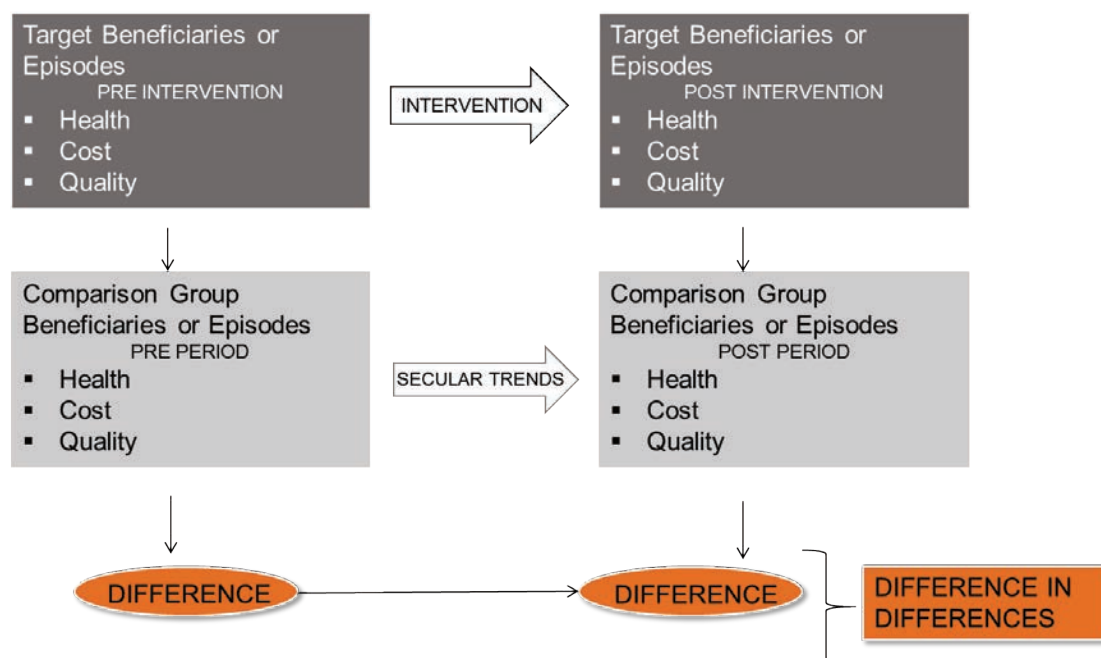 Target Beneficiaries or
Episodes
PRE INTERVENTION
▪ Health
▪ Cost
▪ Quality
INTERVENTION
Target Beneficiaries or
Episodes
POST INTERVENTION
▪ Health
▪ Cost
▪ Quality
Comparison Group
Beneficiaries or Episodes
PRE PERIOD
▪ Health
▪ Cost
▪ Quality
SECULAR TRENDS
Comparison Group
Beneficiaries or Episodes
POST PERIOD
▪ Health
▪ Cost
▪ Quality
DIFFERENCE
DIFFERENCE
DIFFERENCE IN
DIFFERENCES